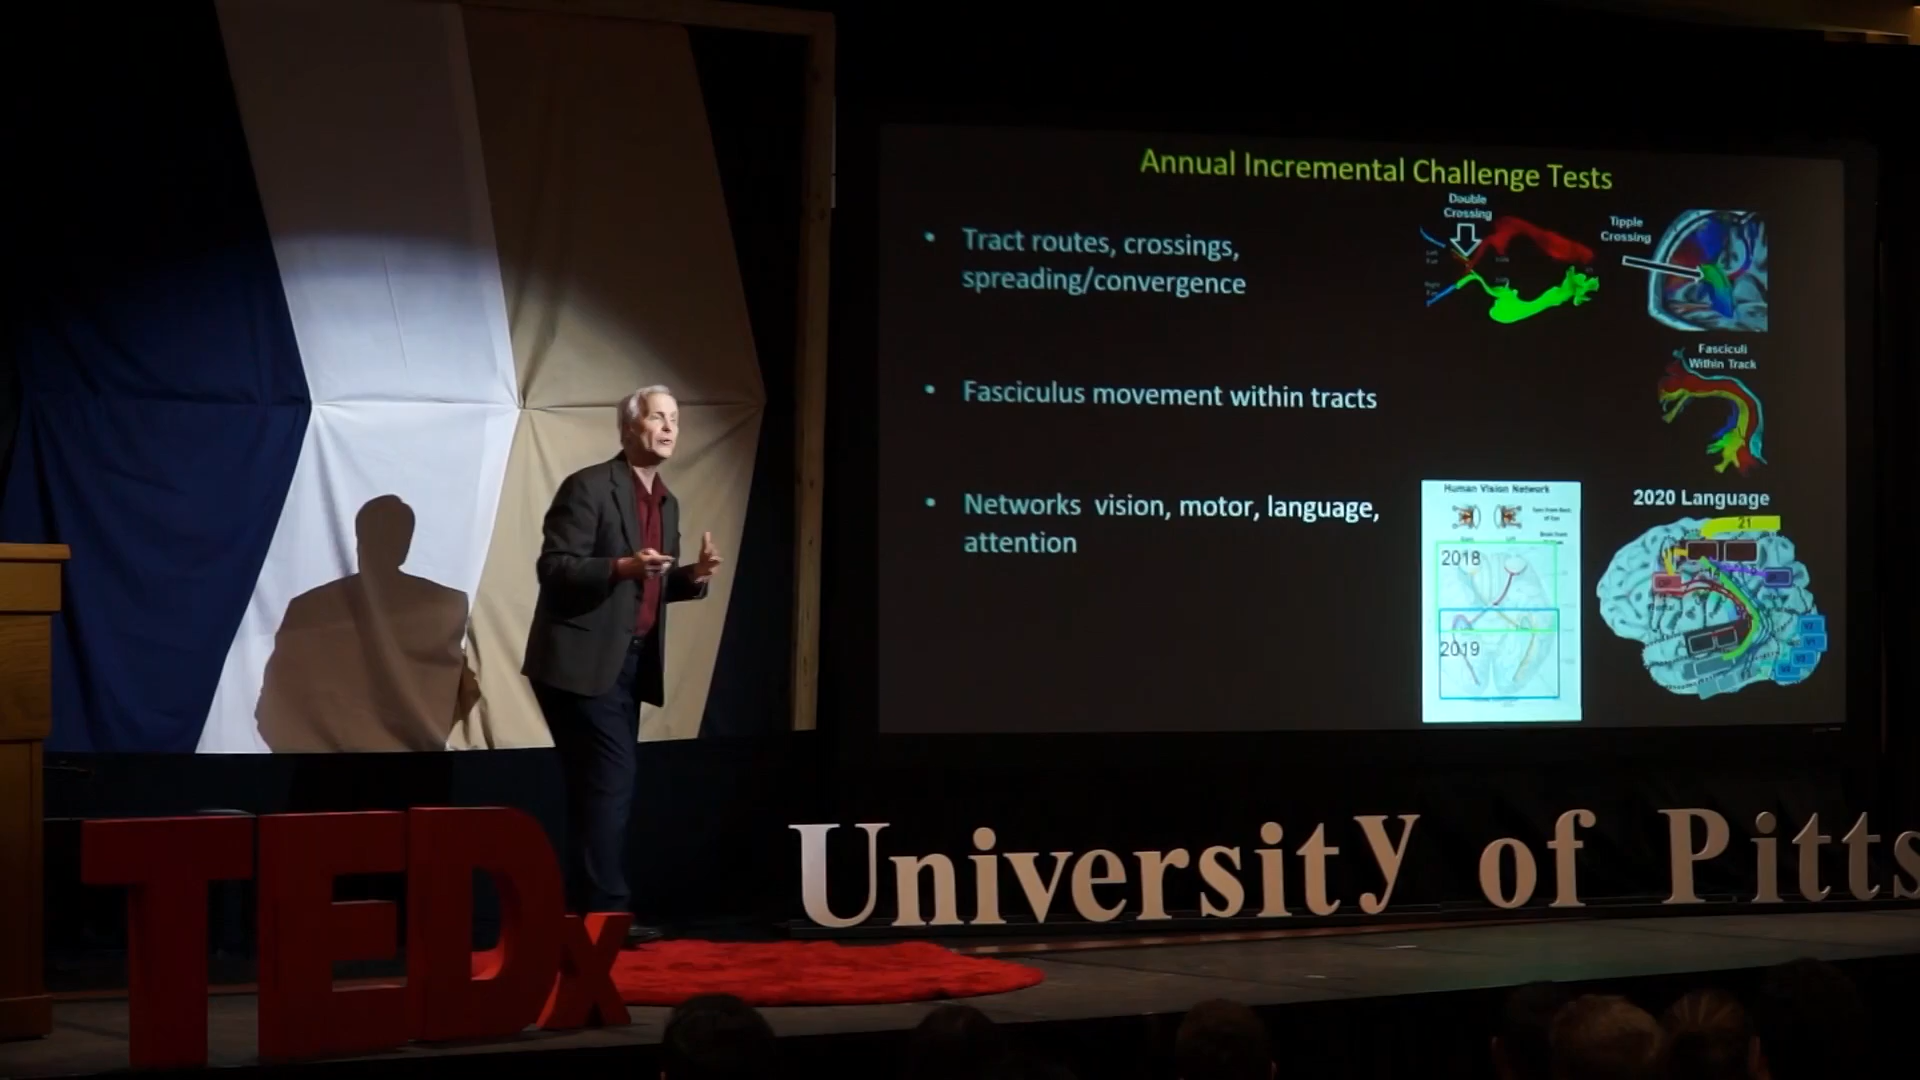 Annual Incremental Challenge Tests
Double
Crossing
Tipple
Crossing
• Tract routes, crossings,
spreading/convergence
Fasciculi
Within Track
• Fasciculus movement within tracts
• Networks vision, motor, language,
attention
Human Vision Network
2018
2019
2020 Language
21
TEDx
University of Pitts